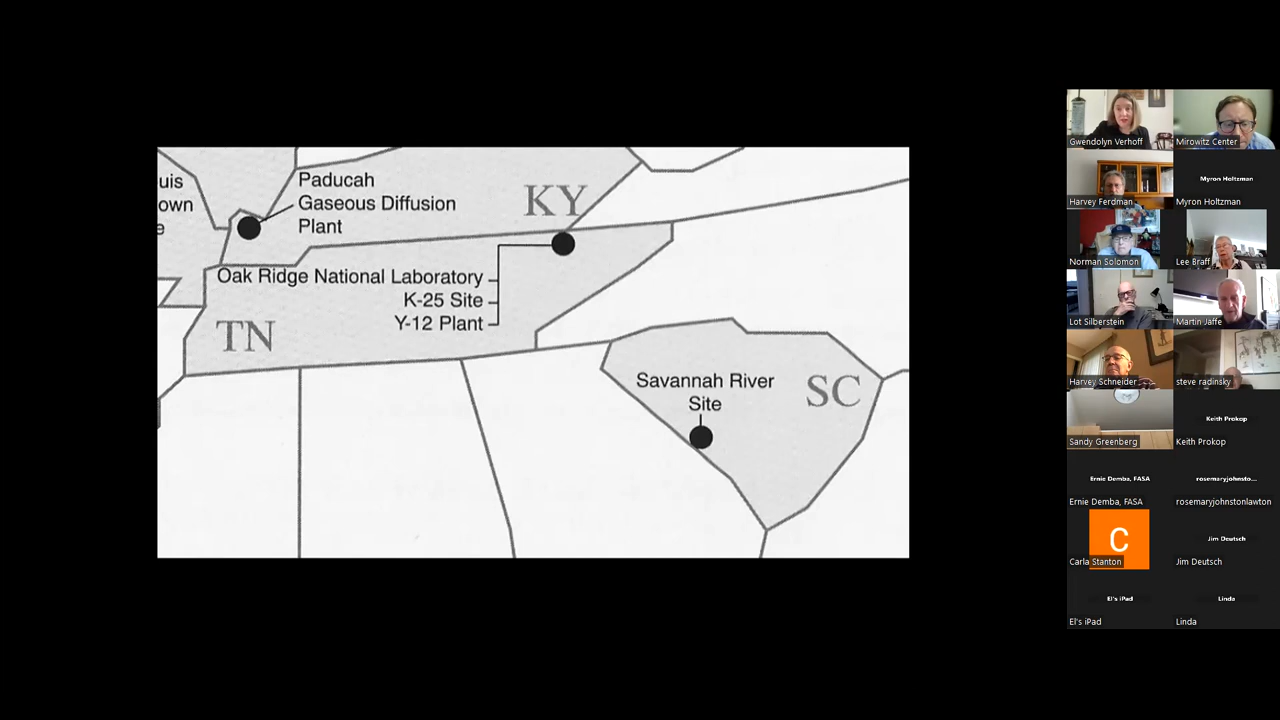 uis
own
e
Paducah
Gaseous Diffusion
Plant
KY
Oak Ridge National Laboratory
K-25 Site
Y-12 Plant
TN
Savannah River
Site
SC
Gwendolyn Verhoff
Mirowitz Center
Harvey Ferdman
Myron Holtzman
Myron Holtzman
Norman Solomon
Lee Braff
Lot Silberstein
Martin Jaffe
Harvey Schneider
steve radinsky
Sandy Greenberg
Keith Prokop
Keith Prokop
Ernie Demba, FASA
Ernie Demba, FASA
rosemaryjohnsto...
rosemaryjohnstonlawton
C
Carla Stanton
Jim Deutsch
Jim Deutsch
El's iPad
El's iPad
Linda
Linda